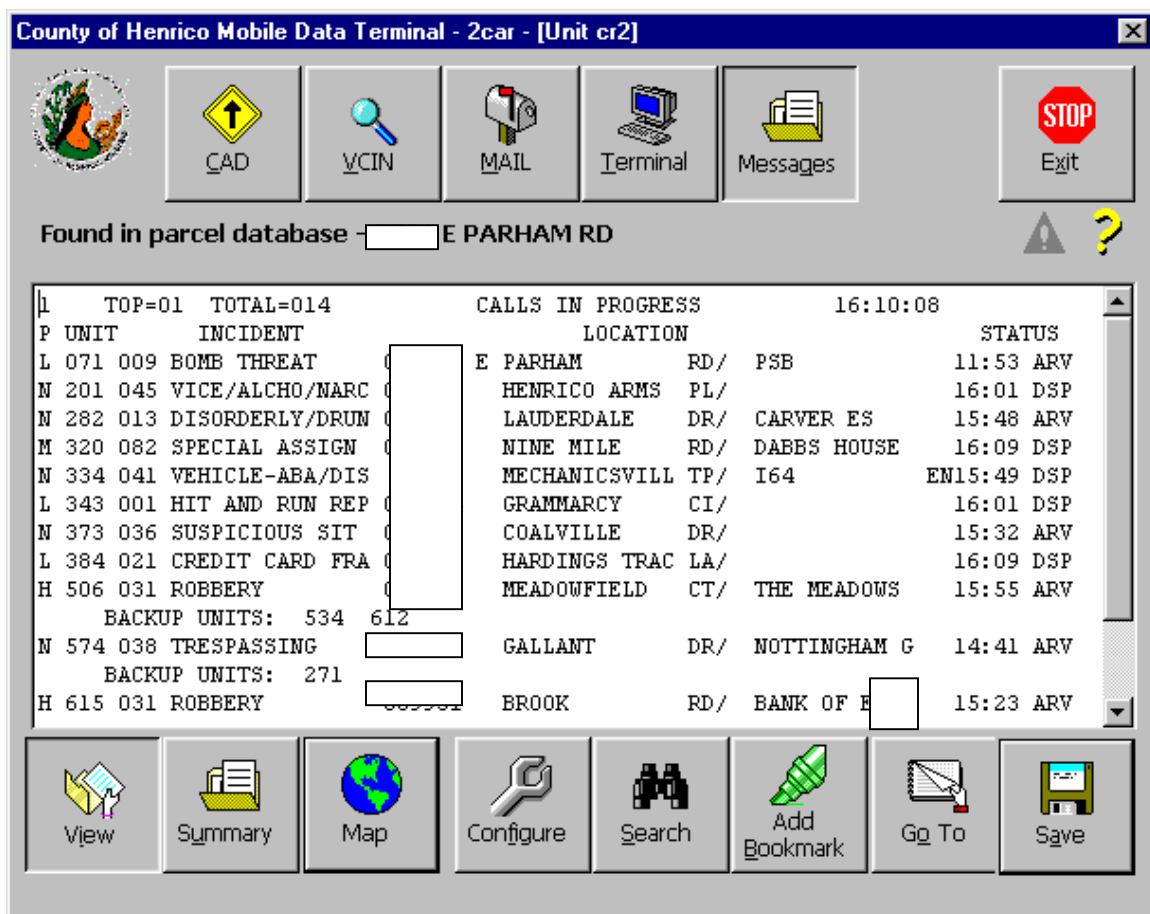 County of Henrico Mobile Data Terminal - 2car - [Unit cr2]
CAD VCIN MAIL Terminal Messages Exit
STOP
Found in parcel database - E PARHAM RD
1 TOP=01 TOTAL=014 CALLS IN PROGRESS 16:10:08
P UNIT INCIDENT LOCATION STATUS
L 071 009 BOMB THREAT E PARHAM RD/ PSB 11:53 ARV
N 201 045 VICE/ALCHO/NARC HENRICO ARMS PL/ 16:01 DSP
N 282 013 DISORDERLY/DRUN LAUDERDALE DR/ CARVER ES 15:48 ARV
M 320 082 SPECIAL ASSIGN NINE MILE RD/ DABBS HOUSE 16:09 DSP
N 334 041 VEHICLE-ABA/DIS MECHANICSVILL TP/ I64 EN15:49 DSP
L 343 001 HIT AND RUN REP GRAMMARCY CI/ 16:01 DSP
N 373 036 SUSPICIOUS SIT COALVILLE DR/ 15:32 ARV
L 384 021 CREDIT CARD FRA HARDINGS TRAC LA/ 16:09 DSP
H 506 031 ROBBERY MEADOWFIELD CT/ THE MEADOWS 15:55 ARV
BACKUP UNITS: 534 612
N 574 038 TRESPASSING GALLANT DR/ NOTTINGHAM G 14:41 ARV
BACKUP UNITS: 271
H 615 031 ROBBERY BROOK RD/ BANK OF 15:23 ARV
View Summary Map Configure Search Add Bookmark Go To Save